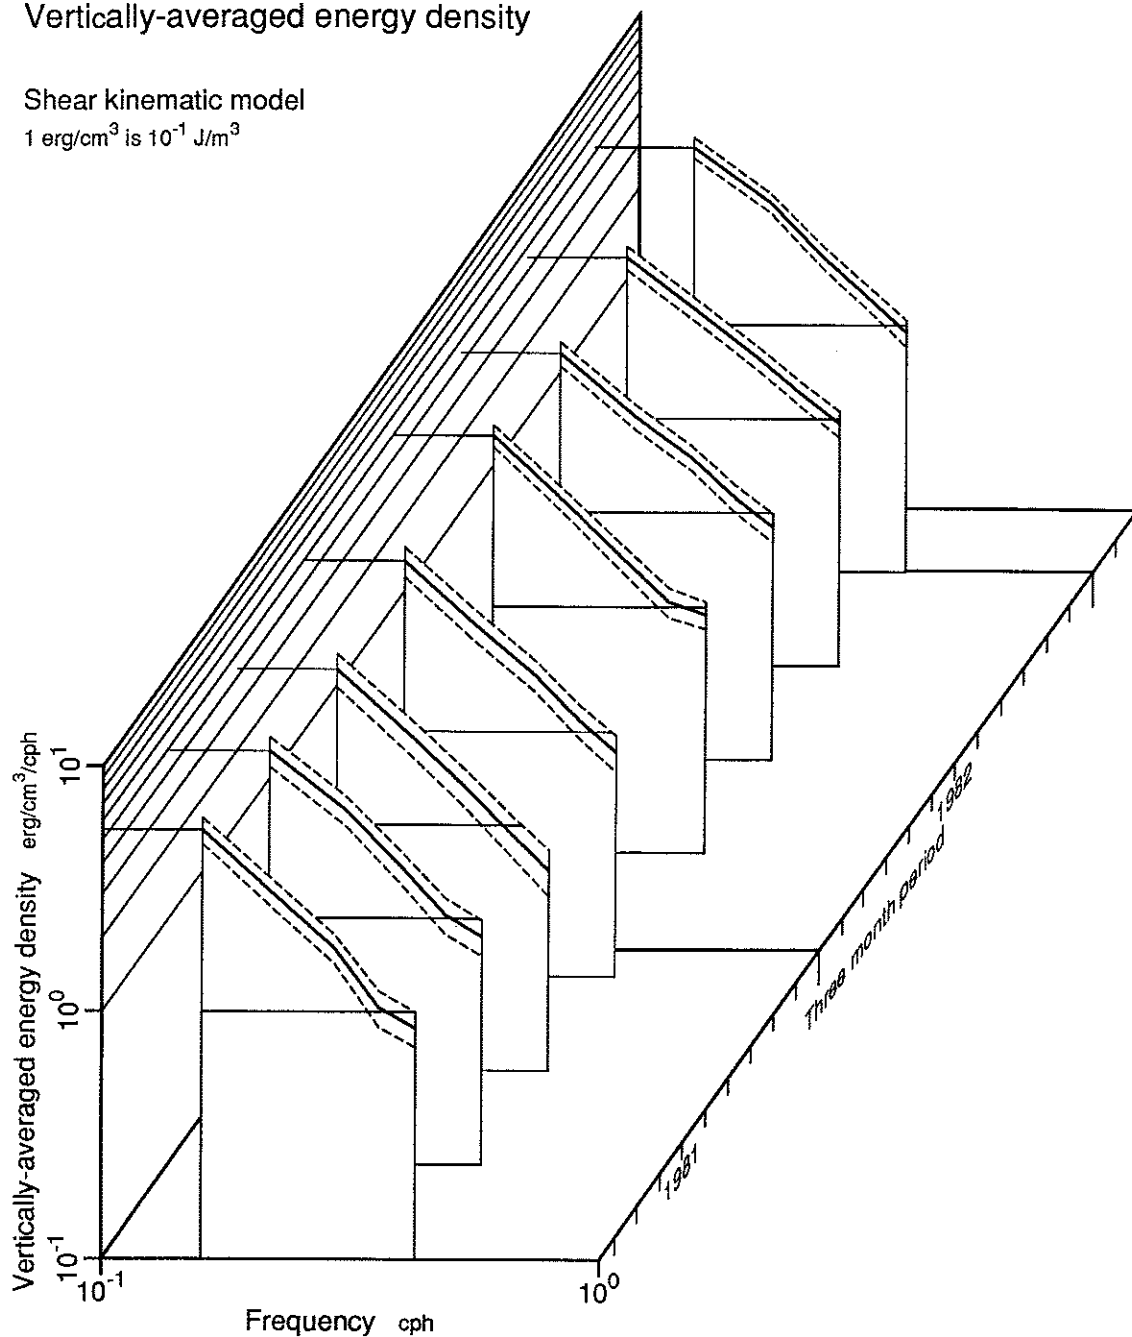 Vertically-averaged energy density
Shear kinematic model
1 erg/cm³ is 10⁻¹ J/m³
Vertically-averaged energy density erg/cm³/cph
10¹
10⁰
10⁻¹
10⁻¹
10⁰
Frequency cph
1981
Three month period
1982